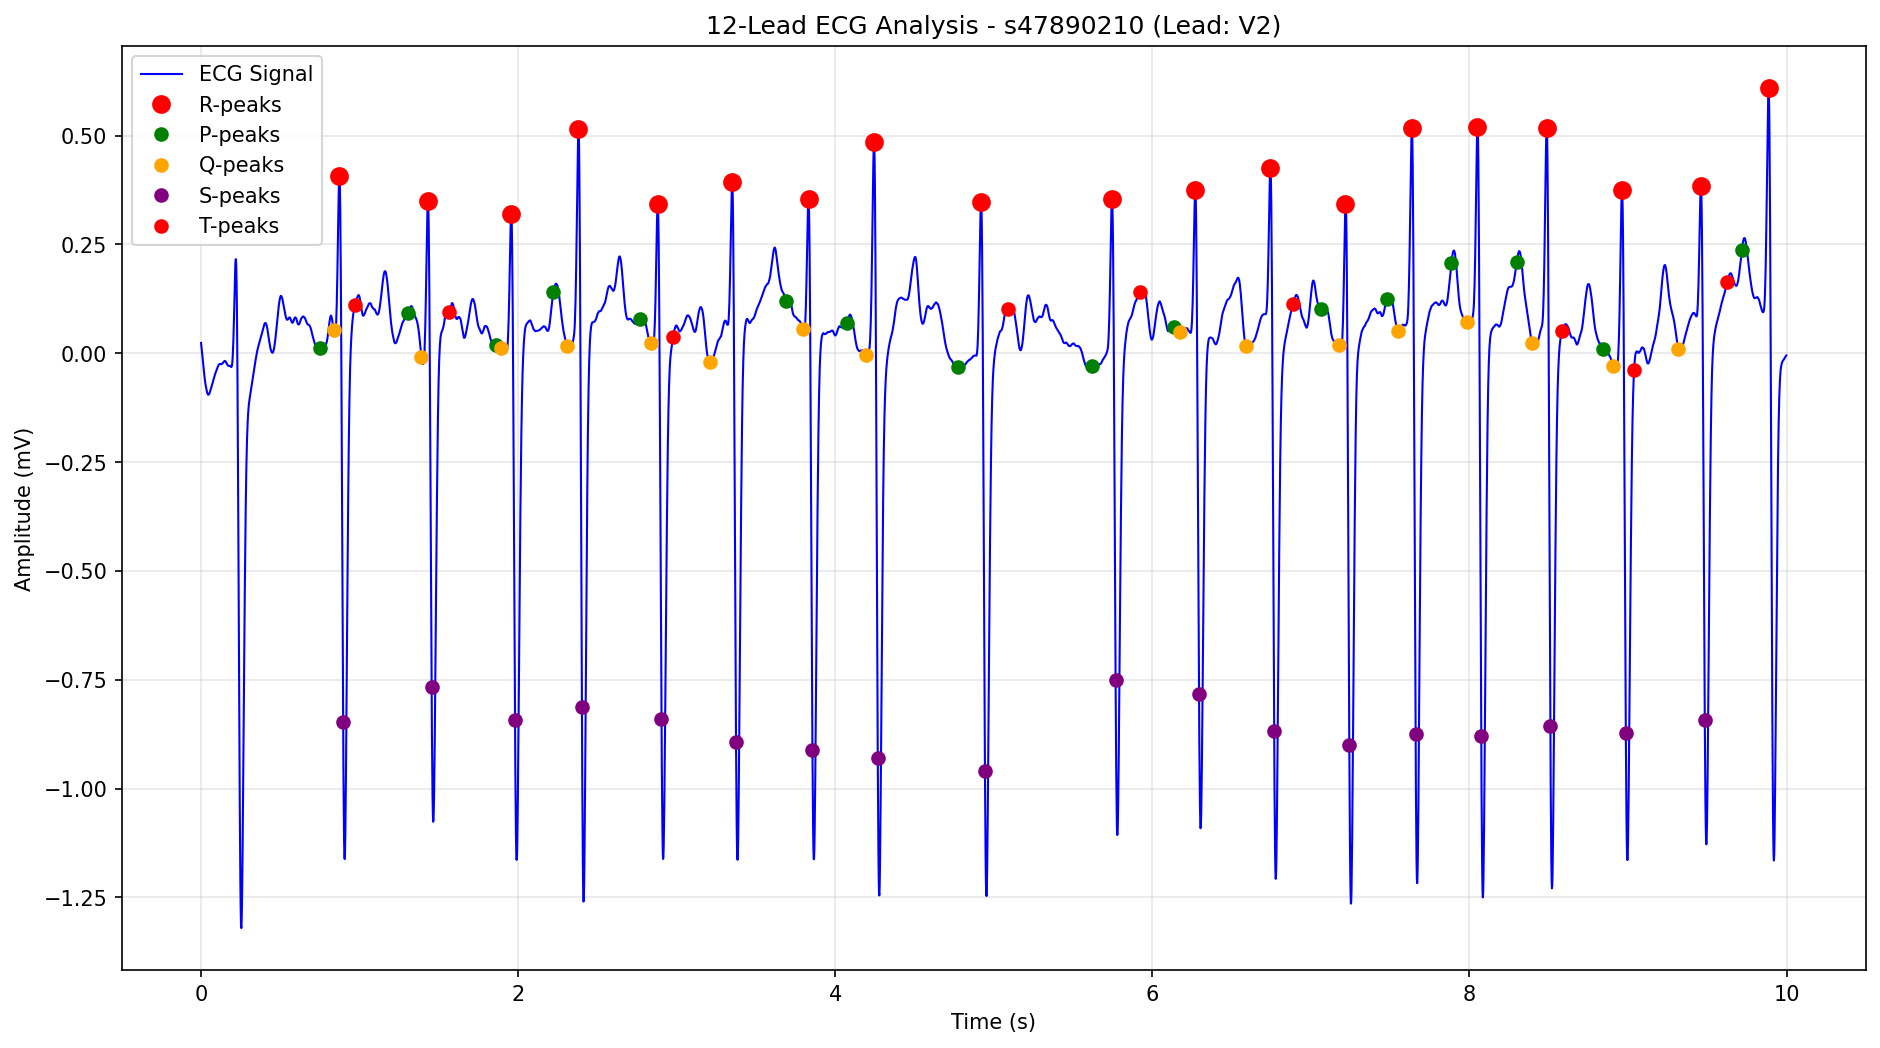 12-Lead ECG Analysis - s47890210 (Lead: V2)
ECG Signal
R-peaks
P-peaks
Q-peaks
S-peaks
T-peaks
0.50
0.25
0.00
−0.25
−0.50
−0.75
−1.00
−1.25
Amplitude (mV)
0
2
4
6
8
10
Time (s)